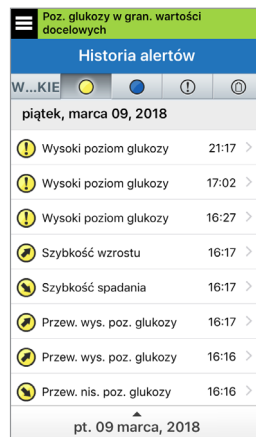 Poz. glukozy w gran. wartości
docelowych
Historia alertów
W...KIE
piątek, marca 09, 2018
Wysoki poziom glukozy 21:17
Wysoki poziom glukozy 17:02
Wysoki poziom glukozy 16:27
Szybkość wzrostu 16:17
Szybkość spadania 16:17
Przew. wys. poz. glukozy 16:17
Przew. wys. poz. glukozy 16:16
Przew. nis. poz. glukozy 16:16
pt. 09 marca, 2018